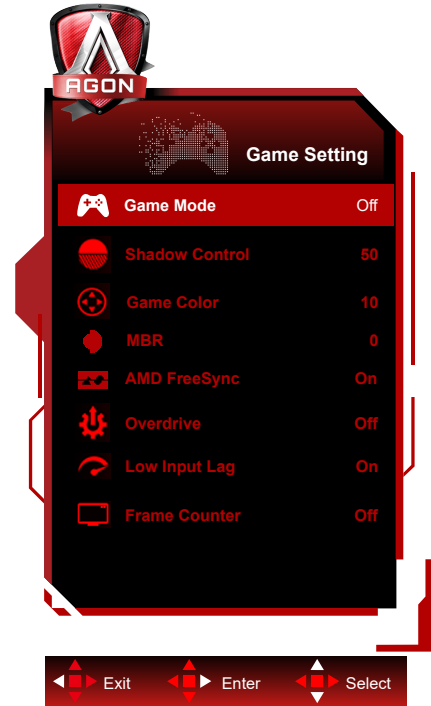 AGON
Game Setting
Game Mode Off
Shadow Control 50
Game Color 10
MBR 0
AMD FreeSync On
Overdrive Off
Low Input Lag On
Frame Counter Off
Exit Enter Select